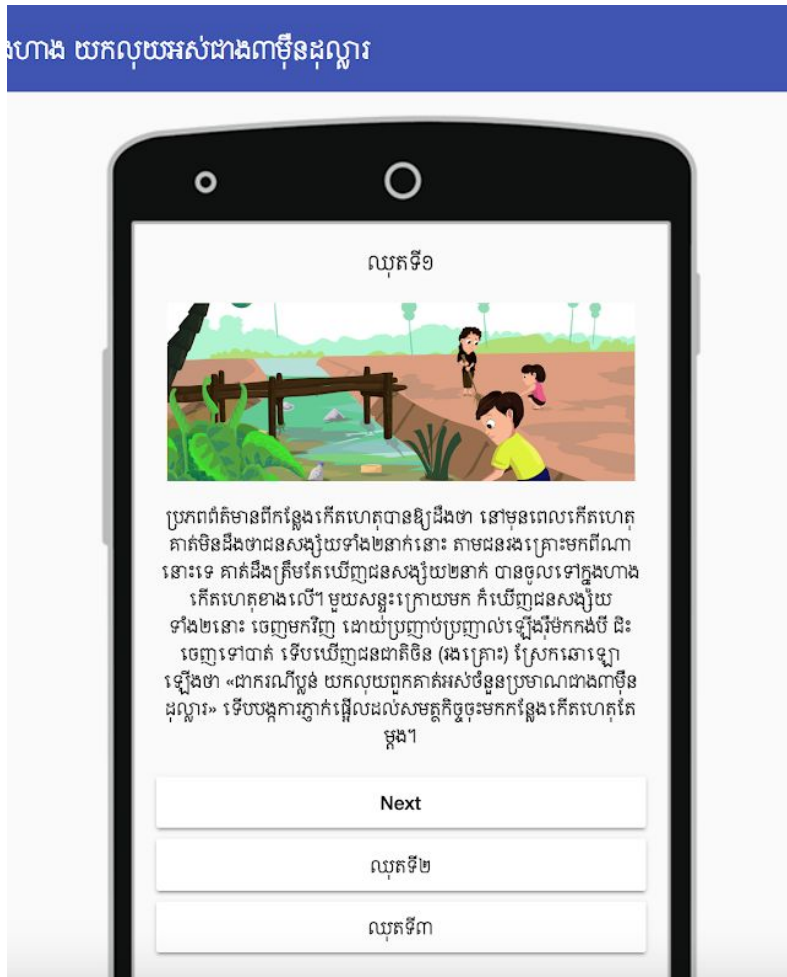 ងហាង យកលុយអស់ជាង៣ម៉ឺនដុល្លារ
ឈុតទី១
ប្រភពព័ត៌មានពីកន្លែងកើតហេតុបានឱ្យដឹងថា នៅមុនពេលកើតហេតុ
គាត់មិនដឹងថាជនសង្ស័យទាំង២នាក់នោះ តាមជនរងគ្រោះមកពីណា
នោះទេ គាត់ដឹងត្រឹមតែឃើញជនសង្ស័យ២នាក់ បានចូលទៅក្នុងហាង
កើតហេតុខាងលើ។ មួយសន្ទុះក្រោយមក ក៏ឃើញជនសង្ស័យ
ទាំង២នោះ ចេញមកវិញ ដោយប្រញាប់ប្រញាល់ឡើងរ៉ឺម៉កកង់បី ជិះ
ចេញទៅបាត់ ទើបឃើញជនជាតិចិន (រងគ្រោះ) ស្រែកឆោឡោ
ឡើងថា «ជាករណីប្លន់ យកលុយពួកគាត់អស់ចំនួនប្រមាណជាង៣ម៉ឺន
ដុល្លារ» ទើបបង្កការភ្ញាក់ផ្អើលដល់សមត្ថកិច្ចចុះមកកន្លែងកើតហេតុតែ
ម្តង។
Next
ឈុតទី២
ឈុតទី៣